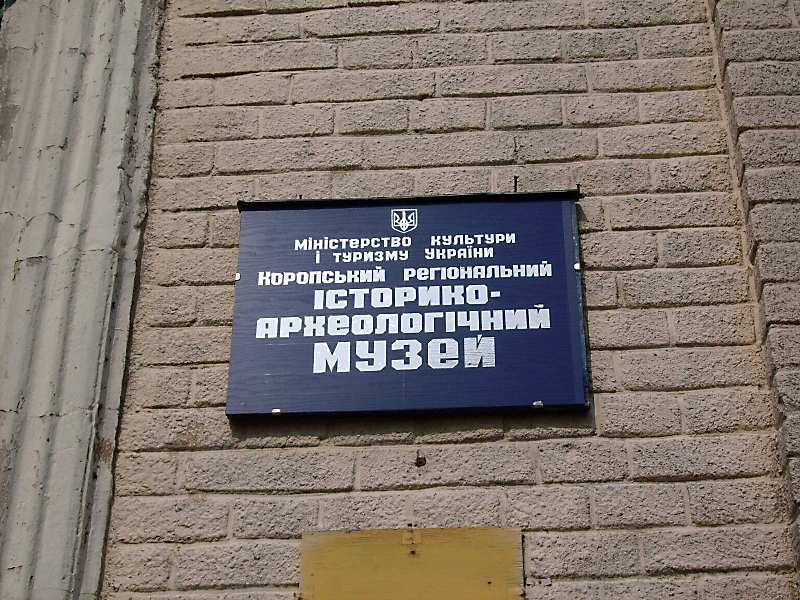 Міністерство культури
і туризму України
Коропський регіональний
історико-
археологічний
музей